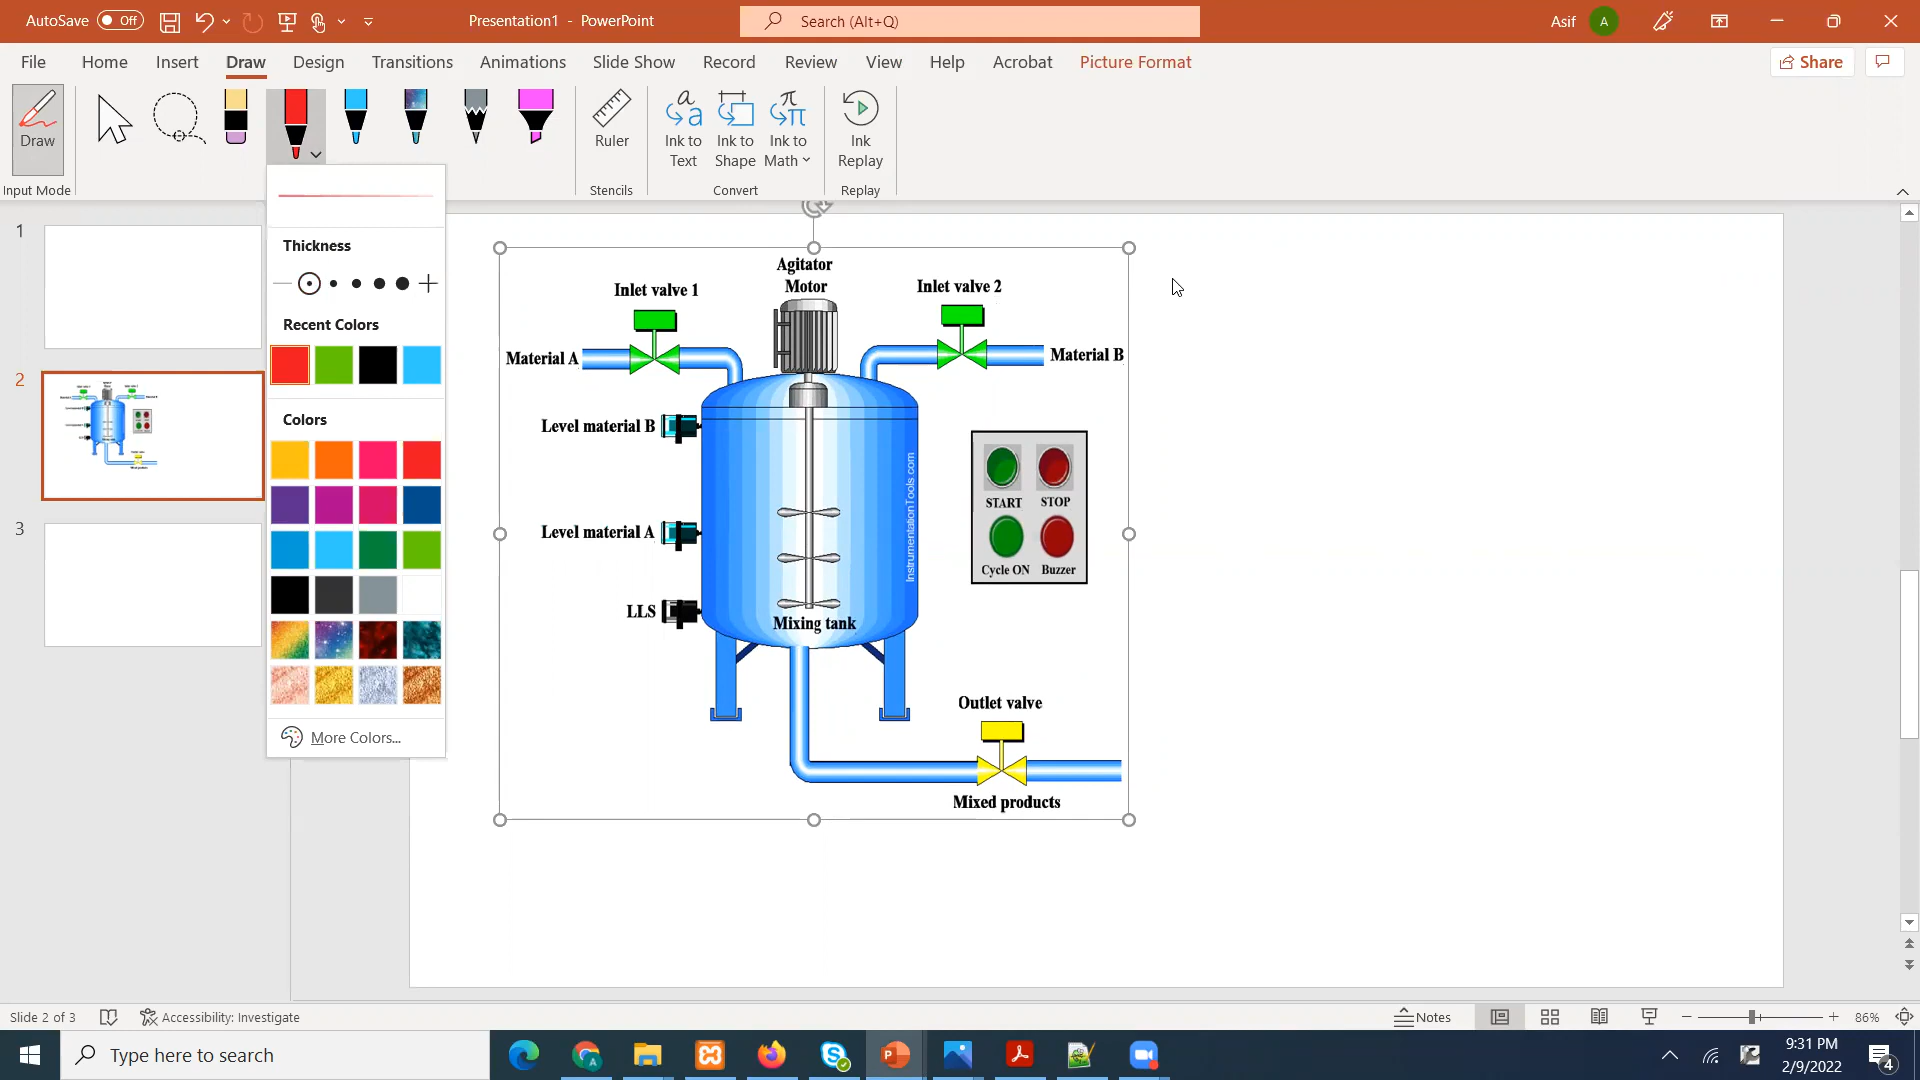 AutoSave Off
Presentation1 - PowerPoint
Search (Alt+Q)
Asif A
File Home Insert Draw Design Transitions Animations Slide Show Record Review View Help Acrobat Picture Format
Share
Draw
Ruler
Ink to Text
Ink to Shape
Ink to Math
Ink Replay
Input Mode
Stencils
Convert
Replay
1
2
3
Thickness
Recent Colors
Colors
More Colors...
Agitator
Motor
Inlet valve 1
Inlet valve 2
Material A
Material B
Level material B
Level material A
LLS
InstrumentationTools.com
Mixing tank
START STOP
Cycle ON Buzzer
Outlet valve
Mixed products
Slide 2 of 3
Accessibility: Investigate
Notes
86%
Type here to search
9:31 PM
2/9/2022
4